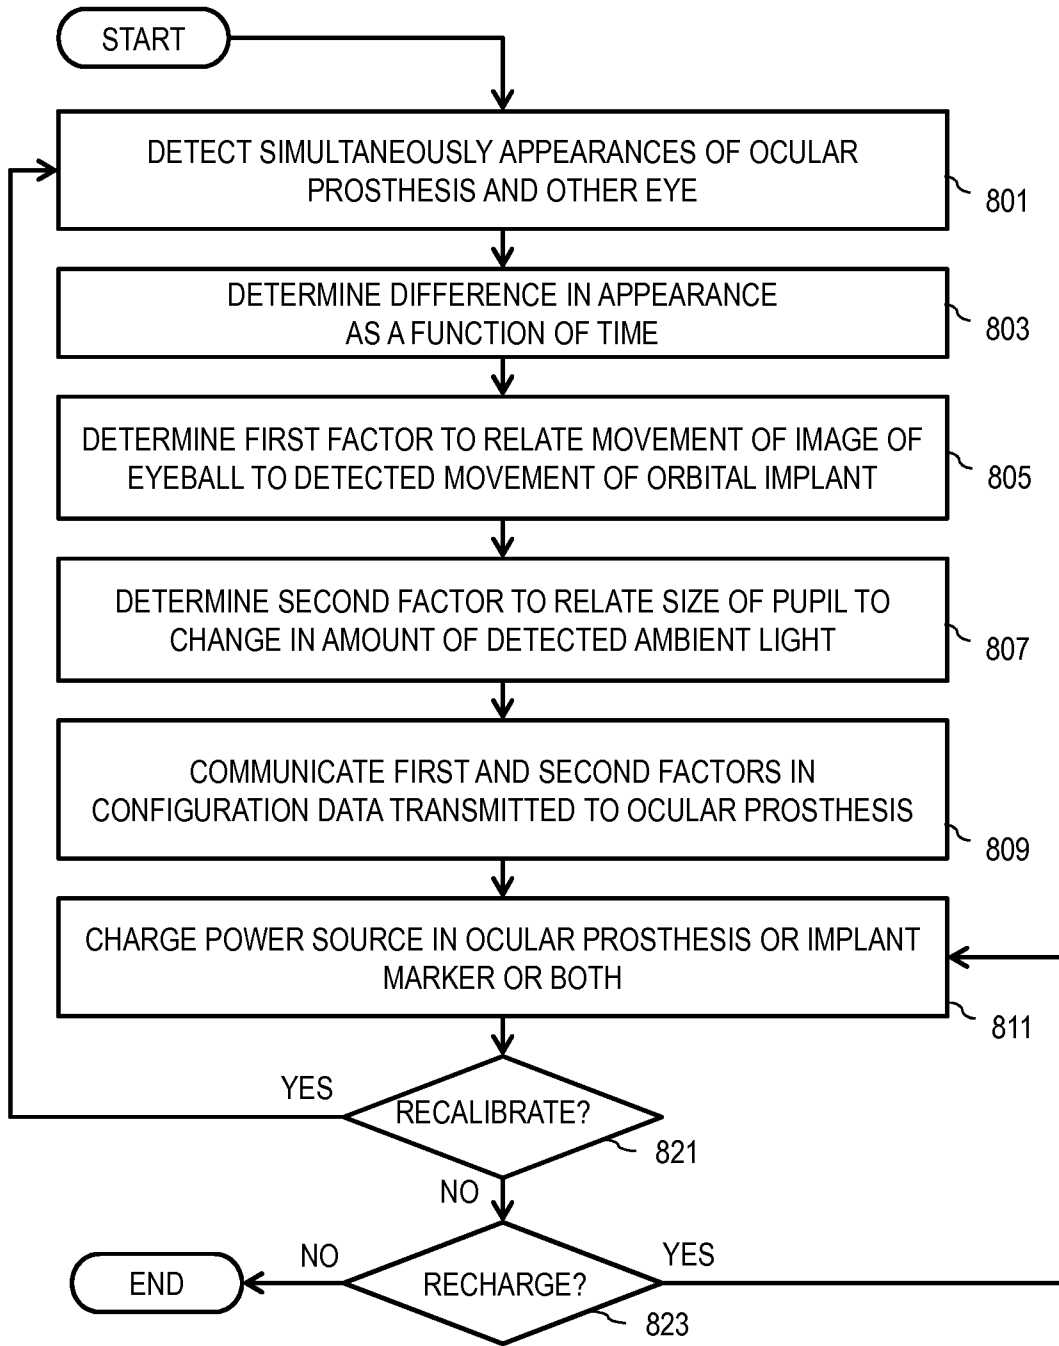 START
DETECT SIMULTANEOUSLY APPEARANCES OF OCULAR
PROSTHESIS AND OTHER EYE
801
DETERMINE DIFFERENCE IN APPEARANCE
AS A FUNCTION OF TIME
803
DETERMINE FIRST FACTOR TO RELATE MOVEMENT OF IMAGE OF
EYEBALL TO DETECTED MOVEMENT OF ORBITAL IMPLANT
805
DETERMINE SECOND FACTOR TO RELATE SIZE OF PUPIL TO
CHANGE IN AMOUNT OF DETECTED AMBIENT LIGHT
807
COMMUNICATE FIRST AND SECOND FACTORS IN
CONFIGURATION DATA TRANSMITTED TO OCULAR PROSTHESIS
809
CHARGE POWER SOURCE IN OCULAR PROSTHESIS OR IMPLANT
MARKER OR BOTH
811
YES
RECALIBRATE?
821
NO
NO
YES
END
RECHARGE?
823